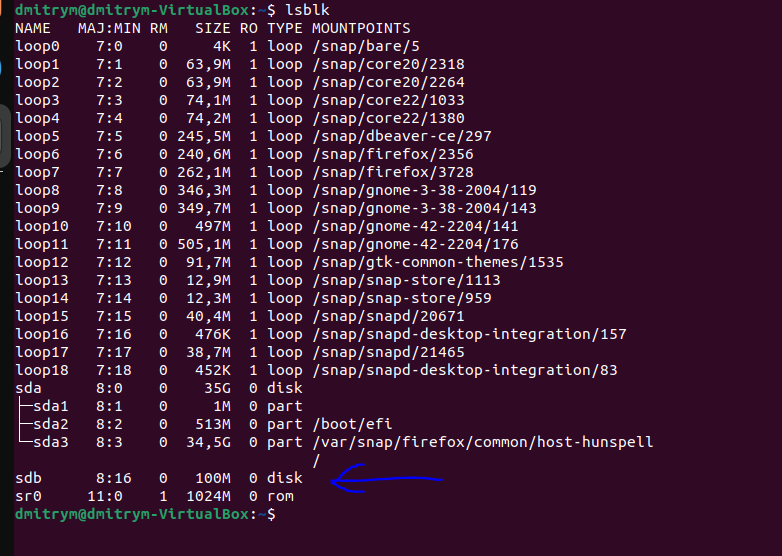 dmitrym@dmitrym-VirtualBox:~$ lsblk
NAME   MAJ:MIN RM   SIZE RO TYPE MOUNTPOINTS
loop0    7:0    0     4K  1 loop /snap/bare/5
loop1    7:1    0  63,9M  1 loop /snap/core20/2318
loop2    7:2    0  63,9M  1 loop /snap/core20/2264
loop3    7:3    0  74,1M  1 loop /snap/core22/1033
loop4    7:4    0  74,2M  1 loop /snap/core22/1380
loop5    7:5    0 245,5M  1 loop /snap/dbeaver-ce/297
loop6    7:6    0 240,6M  1 loop /snap/firefox/2356
loop7    7:7    0 262,1M  1 loop /snap/firefox/3728
loop8    7:8    0 346,3M  1 loop /snap/gnome-3-38-2004/119
loop9    7:9    0 349,7M  1 loop /snap/gnome-3-38-2004/143
loop10   7:10   0   497M  1 loop /snap/gnome-42-2204/141
loop11   7:11   0 505,1M  1 loop /snap/gnome-42-2204/176
loop12   7:12   0  91,7M  1 loop /snap/gtk-common-themes/1535
loop13   7:13   0  12,9M  1 loop /snap/snap-store/1113
loop14   7:14   0  12,3M  1 loop /snap/snap-store/959
loop15   7:15   0  40,4M  1 loop /snap/snapd/20671
loop16   7:16   0   476K  1 loop /snap/snapd-desktop-integration/157
loop17   7:17   0  38,7M  1 loop /snap/snapd/21465
loop18   7:18   0   452K  1 loop /snap/snapd-desktop-integration/83
sda      8:0    0    35G  0 disk
├─sda1   8:1    0     1M  0 part
├─sda2   8:2    0   513M  0 part /boot/efi
└─sda3   8:3    0  34,5G  0 part /var/snap/firefox/common/host-hunspell
                                 /
sdb      8:16   0   100M  0 disk
sr0     11:0    1  1024M  0 rom
dmitrym@dmitrym-VirtualBox:~$